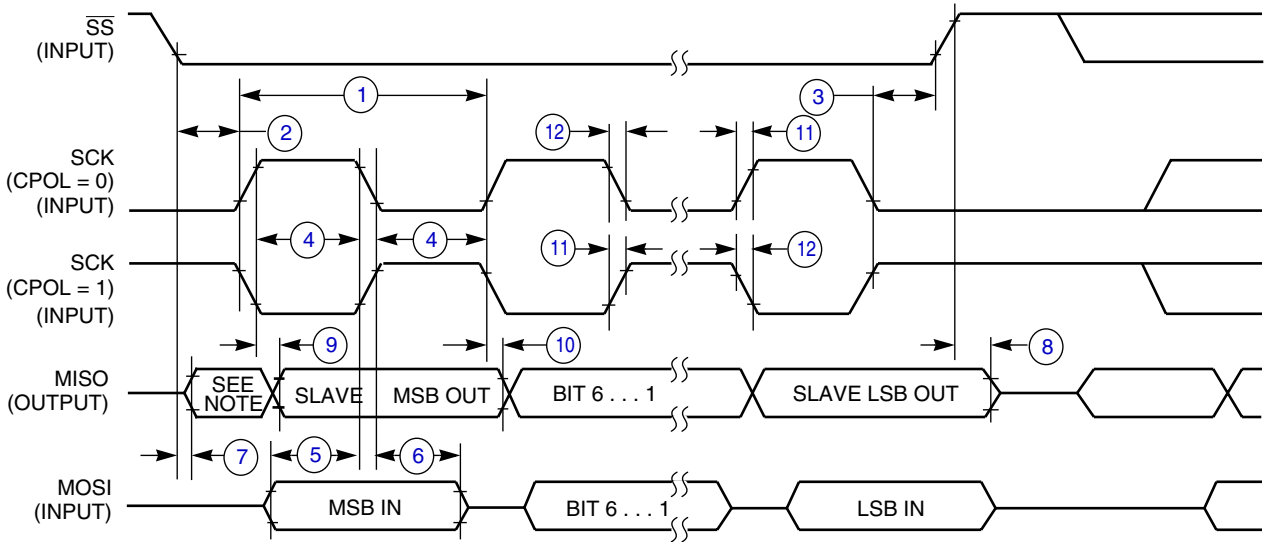 SS
(INPUT)
1
3
2
12
11
SCK
(CPOL = 0)
(INPUT)
4
4
11
12
SCK
(CPOL = 1)
(INPUT)
9
10
8
MISO
(OUTPUT)
SEE
NOTE
SLAVE
MSB OUT
BIT 6 . . . 1
SLAVE LSB OUT
7
5
6
MOSI
(INPUT)
MSB IN
BIT 6 . . . 1
LSB IN